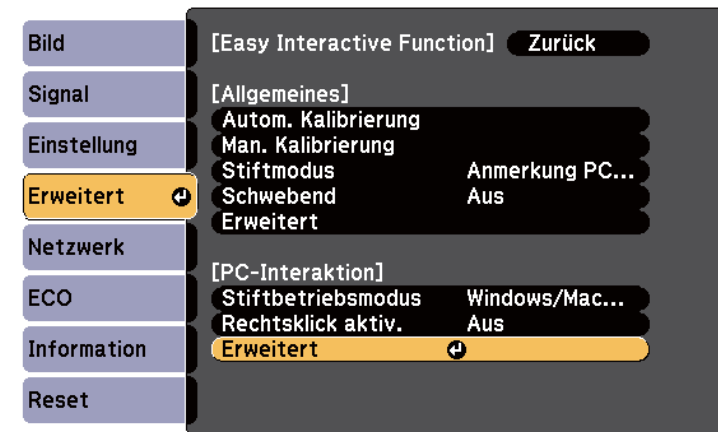 Bild
Signal
Einstellung
Erweitert
Netzwerk
ECO
Information
Reset
[Easy Interactive Function] Zurück
[Allgemeines]
Autom. Kalibrierung
Man. Kalibrierung
Stiftmodus Anmerkung PC...
Schwebend Aus
Erweitert
[PC-Interaktion]
Stiftbetriebsmodus Windows/Mac...
Rechtsklick aktiv. Aus
Erweitert